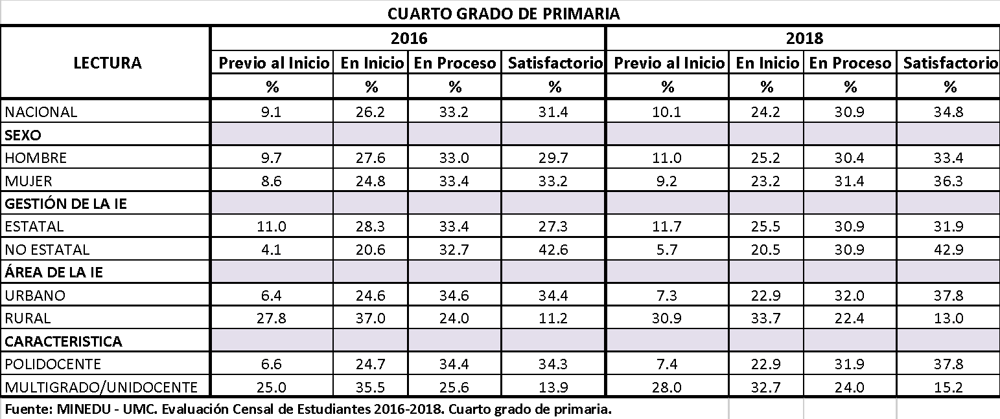 CUARTO GRADO DE PRIMARIA
LECTURA 2016 2018
Previo al Inicio En Inicio En Proceso Satisfactorio Previo al Inicio En Inicio En Proceso Satisfactorio
% % % % % % % %
NACIONAL 9.1 26.2 33.2 31.4 10.1 24.2 30.9 34.8
SEXO
HOMBRE 9.7 27.6 33.0 29.7 11.0 25.2 30.4 33.4
MUJER 8.6 24.8 33.4 33.2 9.2 23.2 31.4 36.3
GESTIÓN DE LA IE
ESTATAL 11.0 28.3 33.4 27.3 11.7 25.5 30.9 31.9
NO ESTATAL 4.1 20.6 32.7 42.6 5.7 20.5 30.9 42.9
ÁREA DE LA IE
URBANO 6.4 24.6 34.6 34.4 7.3 22.9 32.0 37.8
RURAL 27.8 37.0 24.0 11.2 30.9 33.7 22.4 13.0
CARACTERISTICA
POLIDOCENTE 6.6 24.7 34.4 34.3 7.4 22.9 31.9 37.8
MULTIGRADO/UNIDOCENTE 25.0 35.5 25.6 13.9 28.0 32.7 24.0 15.2
Fuente: MINEDU - UMC. Evaluación Censal de Estudiantes 2016-2018. Cuarto grado de primaria.